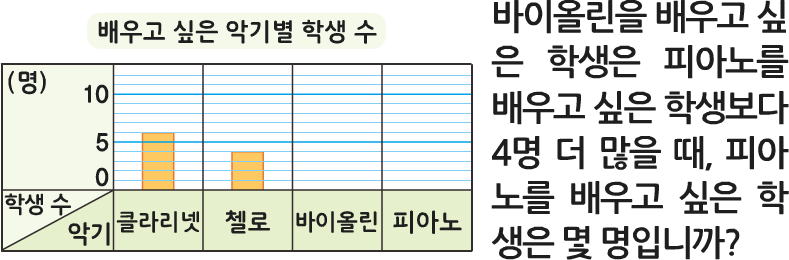 배우고 싶은 악기별 학생 수
(명)
10
5
0
학생 수
악기
클라리넷 첼로 바이올린 피아노
바이올린을 배우고 싶
은 학생은 피아노를
배우고 싶은 학생보다
4명 더 많을 때, 피아
노를 배우고 싶은 학
생은 몇 명입니까?